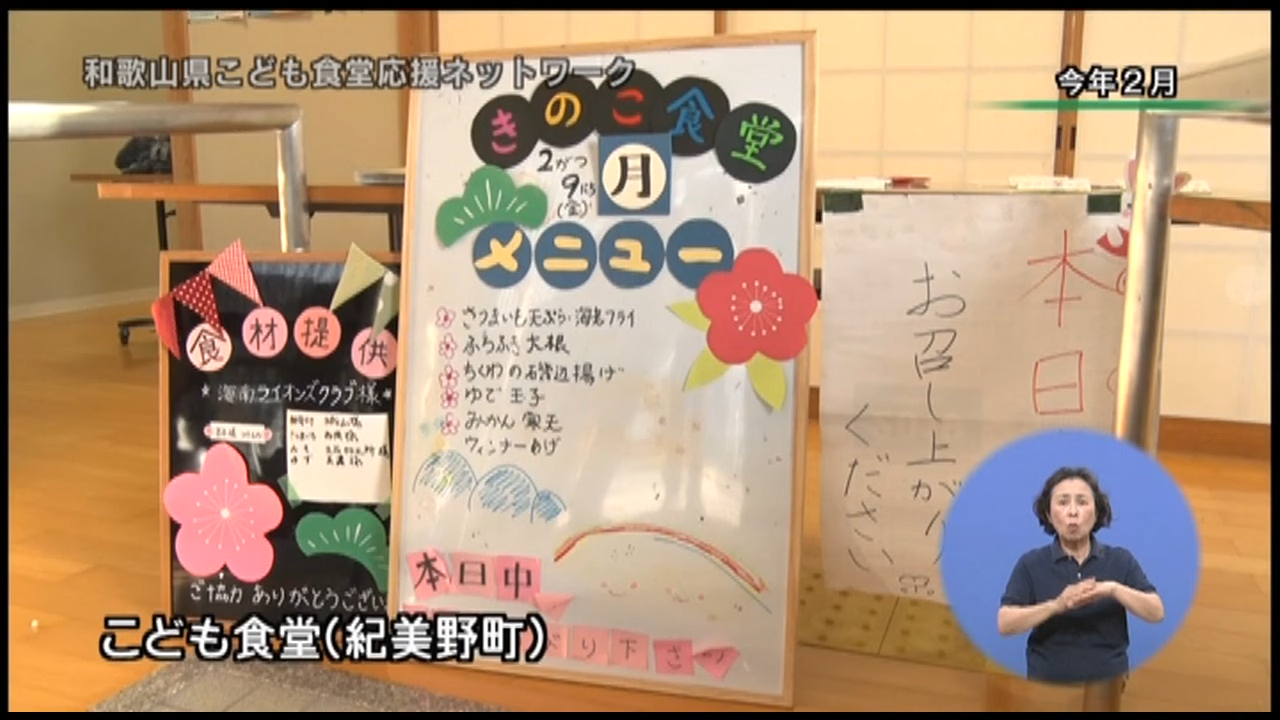 和歌山県こども食堂応援ネットワーク
今年2月
きのこ食堂
2がつ
9にち
(金)
月
メニュー
さつまいも天ぷら・海老フライ
ふろふき大根
ちくわの磯辺揚げ
ゆで玉子
みかん 寒天
ウィンナーあげ
本日中
り下さい
食材提供
★海南ライオンズクラブ様★
ご協力ありがとうござい
本日
お召し上がり
ください
こども食堂(紀美野町)